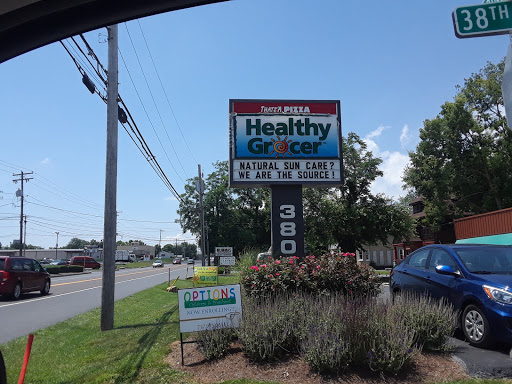 38TH
THAT'A PIZZA
Healthy
Grocer
NATURAL SUN CARE?
WE ARE THE SOURCE!
380
OPTIONS
NOW ENROLLING